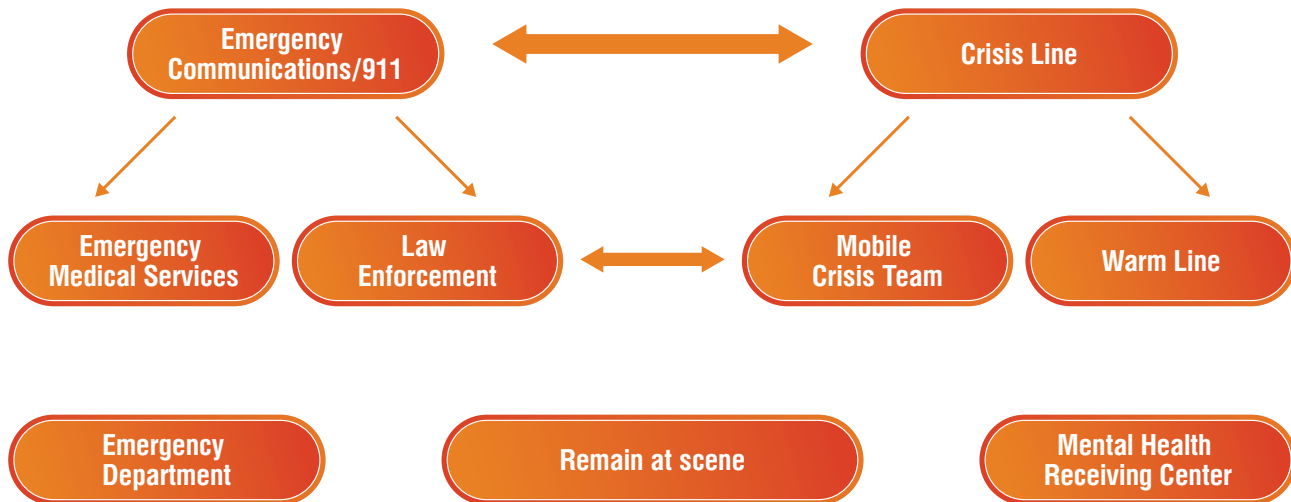 Emergency
Communications/911
Crisis Line
Emergency
Medical Services
Law
Enforcement
Mobile
Crisis Team
Warm Line
Emergency
Department
Remain at scene
Mental Health
Receiving Center